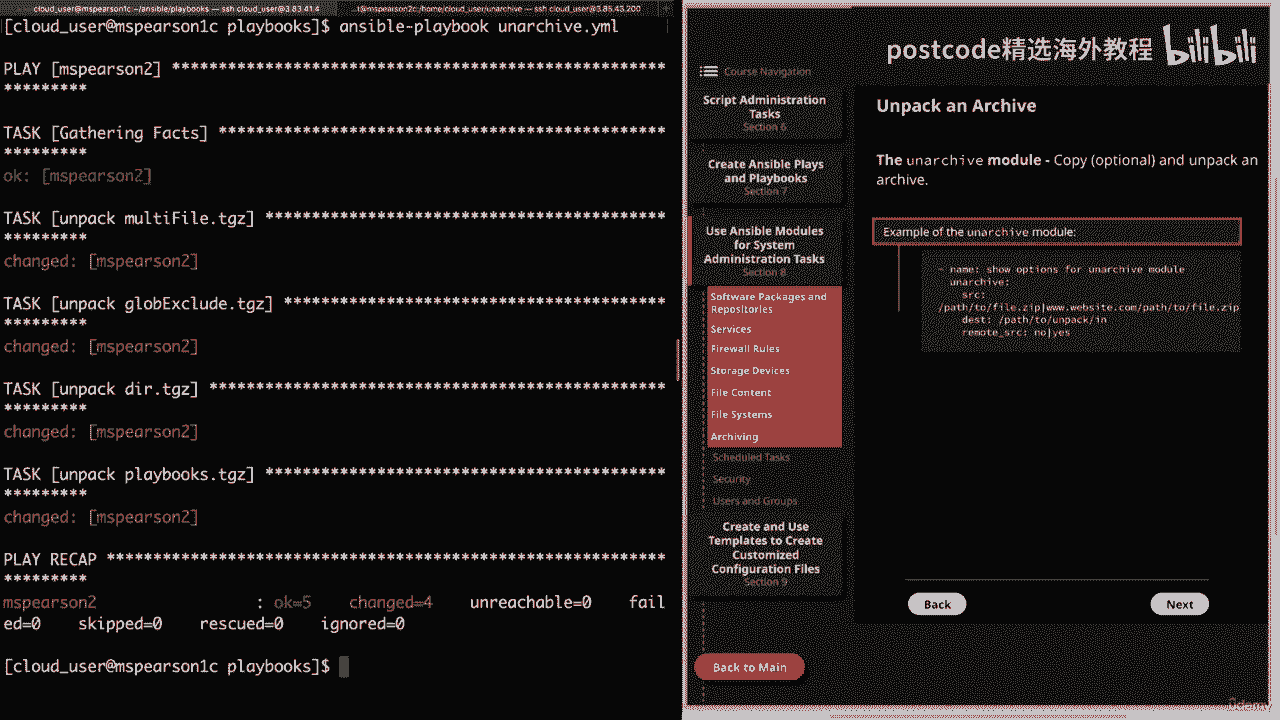 cloud_user@mspearson1c:~/ansible/playbooks — ssh cloud_user@3.83.41.4
t@mspearson2c:/home/cloud_user/unarchive — ssh cloud_user@3.85.43.200
[cloud_user@mspearson1c playbooks]$ ansible-playbook unarchive.yml
PLAY [mspearson2] ***********************************************
*********
TASK [Gathering Facts] ******************************************
*********
ok: [mspearson2]
TASK [unpack multiFile.tgz] ***************************************
*********
changed: [mspearson2]
TASK [unpack globExclude.tgz] ************************************
*********
changed: [mspearson2]
TASK [unpack dir.tgz] *******************************************
*********
changed: [mspearson2]
TASK [unpack playbooks.tgz] ***************************************
*********
changed: [mspearson2]
PLAY RECAP *****************************************************
*********
mspearson2 : ok=5 changed=4 unreachable=0 fail
ed=0 skipped=0 rescued=0 ignored=0
[cloud_user@mspearson1c playbooks]$
postcode精选海外教程 bilibili
Course Navigation
Script Administration
Tasks
Section 6
Create Ansible Plays
and Playbooks
Section 7
Use Ansible Modules
for System
Administration Tasks
Section 8
Software Packages and
Repositories
Services
Firewall Rules
Storage Devices
File Content
File Systems
Archiving
Scheduled Tasks
Security
Users and Groups
Create and Use
Templates to Create
Customized
Configuration Files
Section 9
Back to Main
Unpack an Archive
The unarchive module - Copy (optional) and unpack an
archive.
Example of the unarchive module:
- name: show options for unarchive module
unarchive:
src:
/path/to/file.zip|www.website.com/path/to/file.zip
dest: /path/to/unpack/in
remote_src: no|yes
Back
Next
Udemy